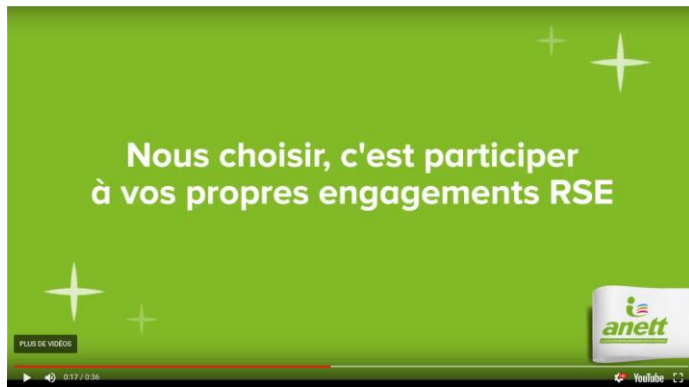 Nous choisir, c'est participer
à vos propres engagements RSE
anett
PLUS DE VIDÉOS
0:17 / 0:36
YouTube